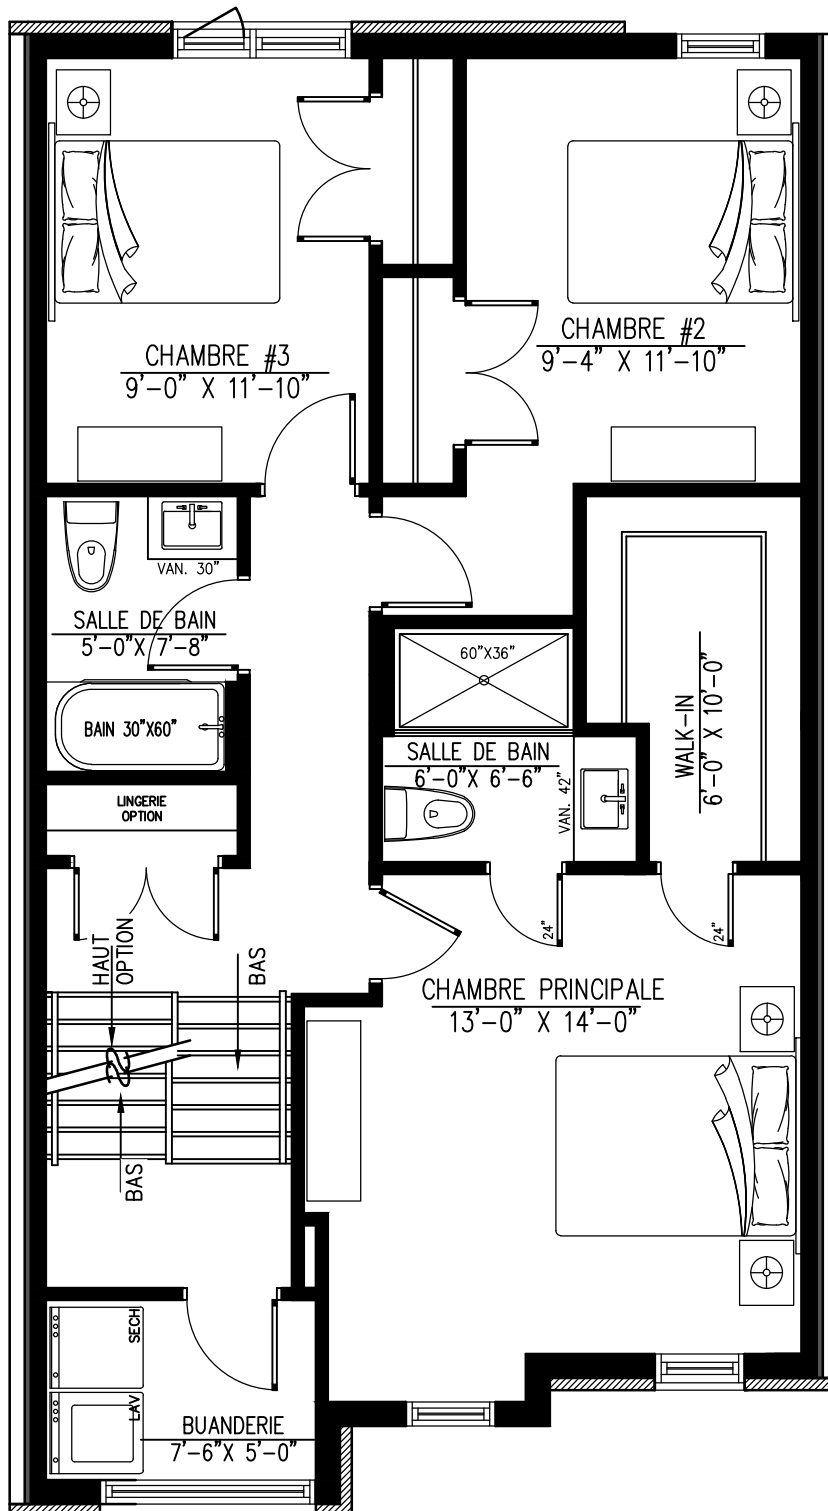 CHAMBRE #3
9'-0" X 11'-10"
CHAMBRE #2
9'-4" X 11'-10"
VAN. 30"
SALLE DE BAIN
5'-0"X 7'-8"
BAIN 30"X60"
60"X36"
SALLE DE BAIN
6'-0"X 6'-6"
VAN. 42"
WALK-IN
6'-0" X 10'-0"
LINGERIE
OPTION
24"
24"
HAUT
OPTION
BAS
BAS
CHAMBRE PRINCIPALE
13'-0" X 14'-0"
SECH
LAV
BUANDERIE
7'-6"X 5'-0"